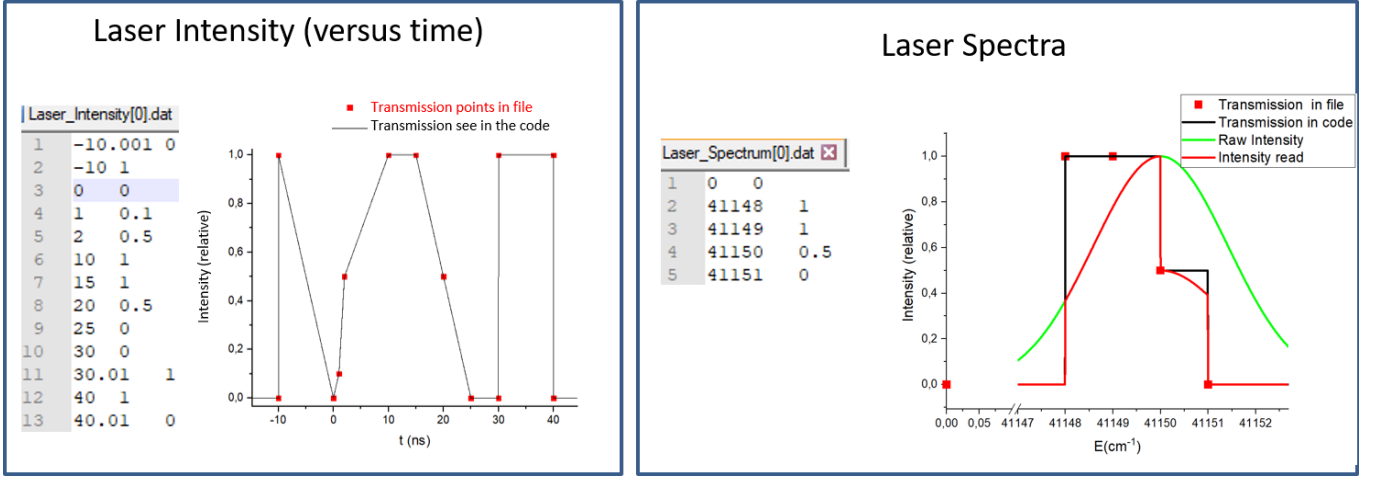 Laser Intensity (versus time)
Laser_Intensity[0].dat
1 -10.001 0
2 -10 1
3 0 0
4 1 0.1
5 2 0.5
6 10 1
7 15 1
8 20 0.5
9 25 0
10 30 0
11 30.01 1
12 40 1
13 40.01 0
Transmission points in file
Transmission see in the code
Intensity (relative)
1,0
0,8
0,6
0,4
0,2
0,0
-10 0 10 20 30 40
t (ns)
Laser Spectra
Laser_Spectrum[0].dat
1 0 0
2 41148 1
3 41149 1
4 41150 0.5
5 41151 0
Transmission in file
Transmission in code
Raw Intensity
Intensity read
Intensity (relative)
1,0
0,8
0,6
0,4
0,2
0,0
0,00 0,05 41147 41148 41149 41150 41151 41152
E(cm⁻¹)